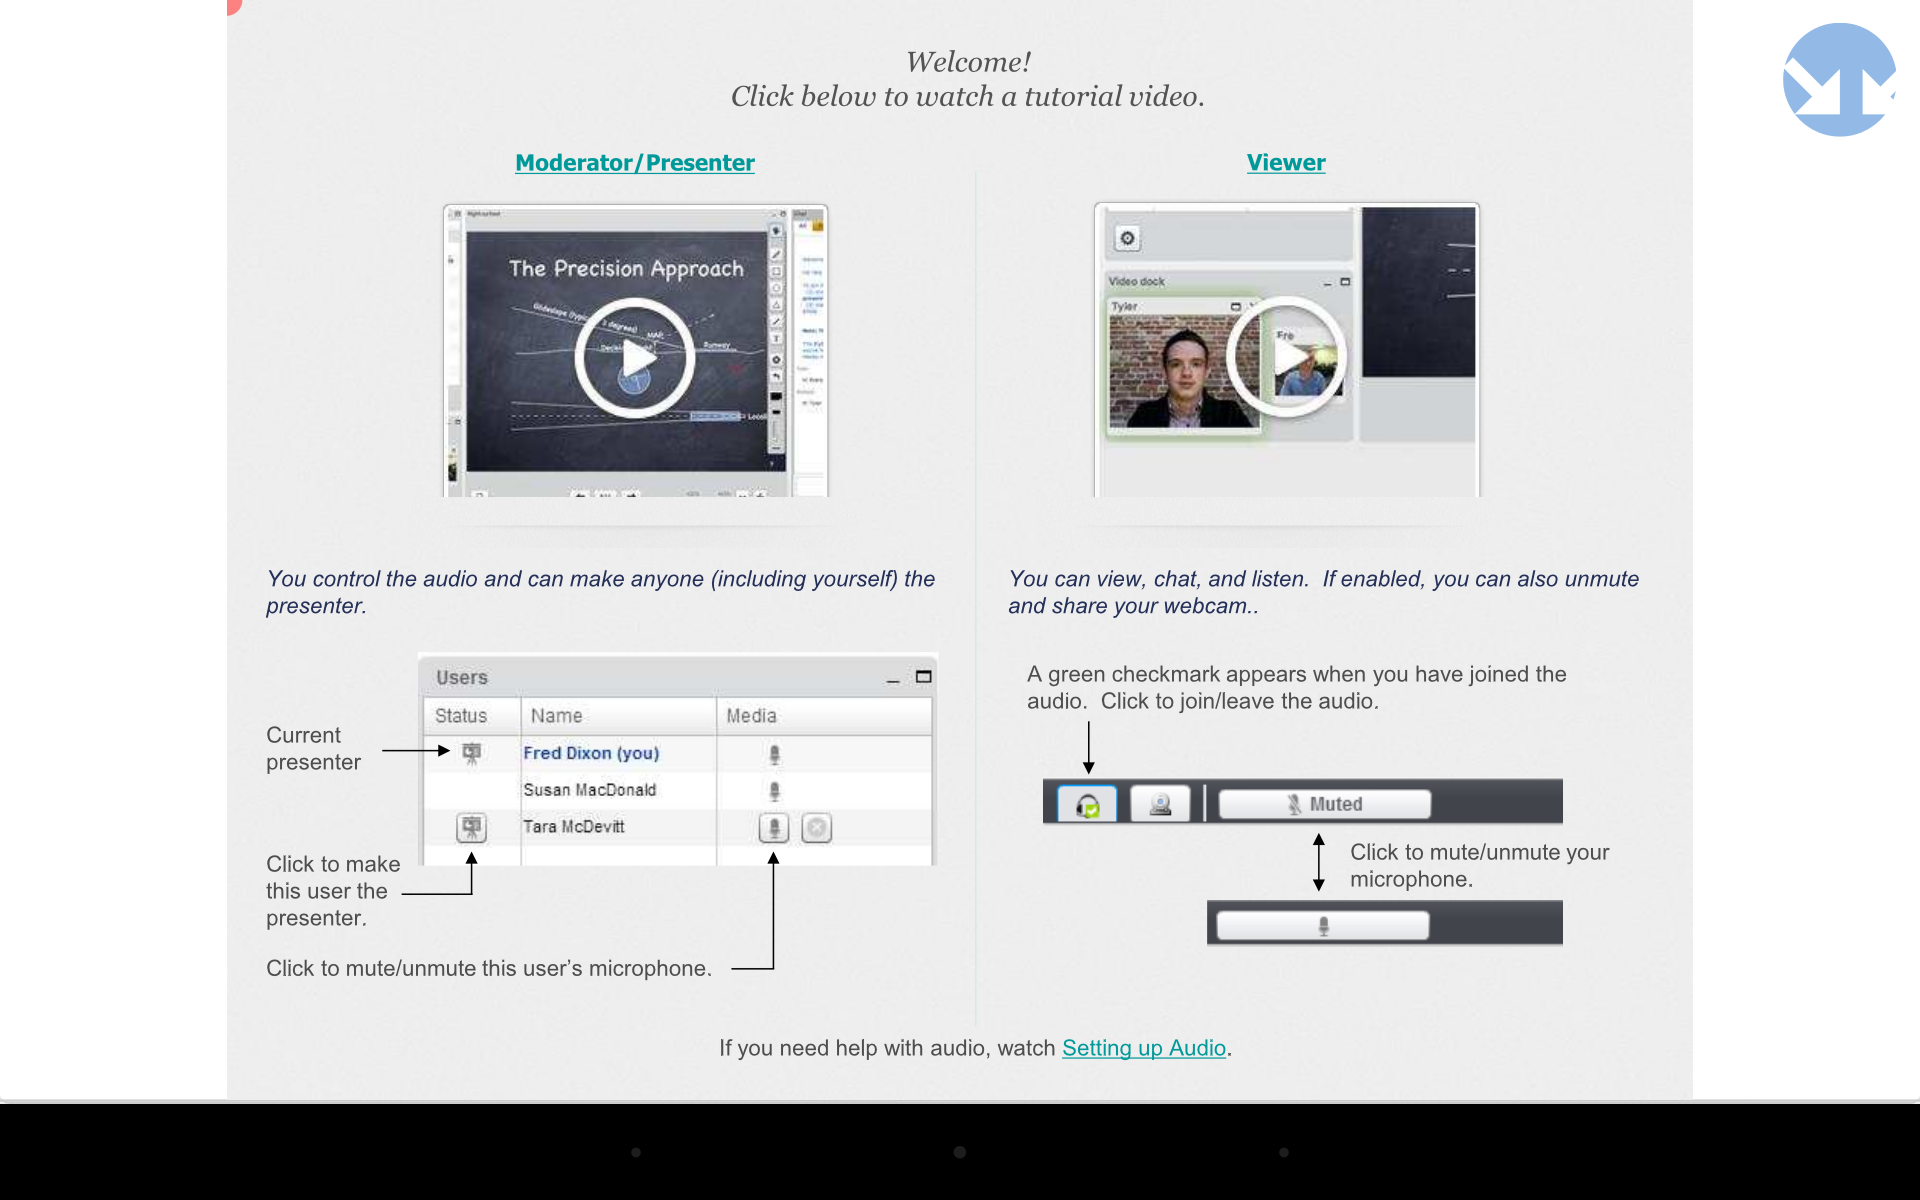 Welcome!
Click below to watch a tutorial video.
Moderator/Presenter
Viewer
The Precision Approach
3 degrees)
MAP
Runway
Video dock
Tyler
Fre
You control the audio and can make anyone (including yourself) the
presenter.
You can view, chat, and listen.  If enabled, you can also unmute
and share your webcam..
Users
Status Name Media
Current
presenter
Fred Dixon (you)
Susan MacDonald
Tara McDevitt
Click to make
this user the
presenter.
Click to mute/unmute this user’s microphone.
A green checkmark appears when you have joined the
audio.  Click to join/leave the audio.
Muted
Click to mute/unmute your
microphone.
If you need help with audio, watch Setting up Audio.